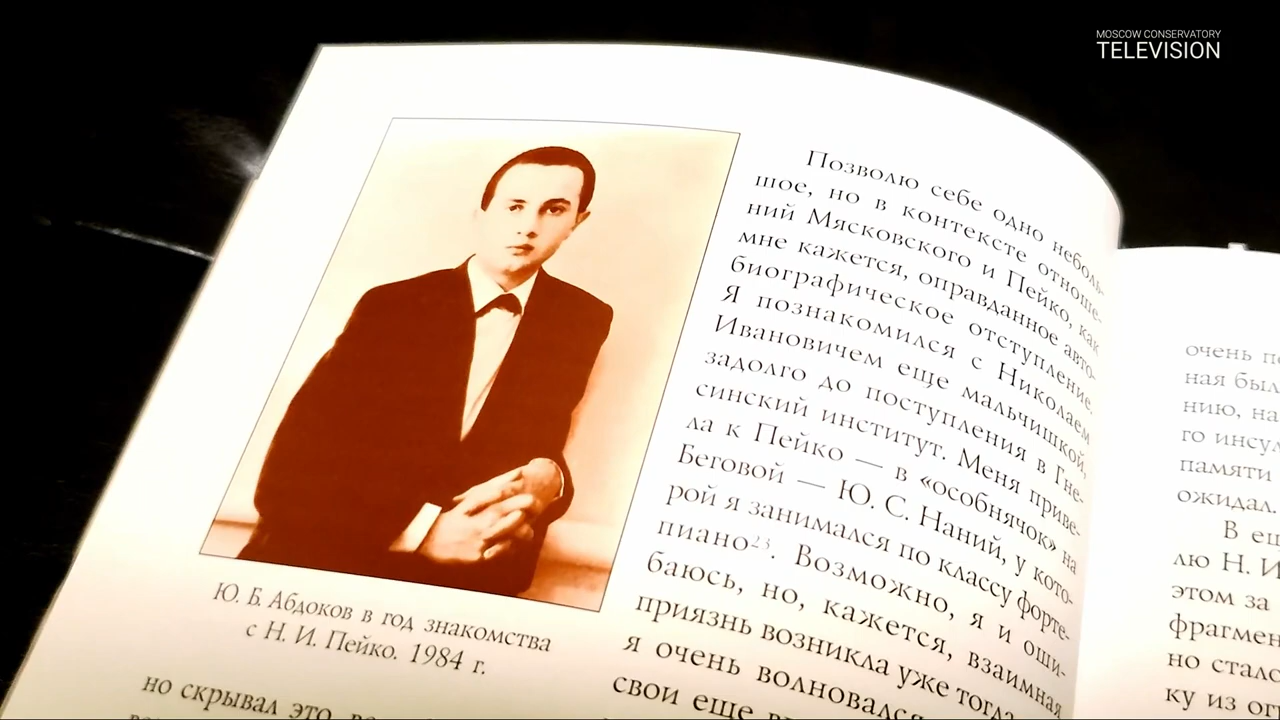 MOSCOW CONSERVATORY
TELEVISION
Позволю себе одно неболь-
шое, но в контексте отноше-
ний Мясковского и Пейко, как
мне кажется, оправданное авто-
биографическое отступление.
Я познакомился с Николаем
Ивановичем еще мальчишкой,
задолго до поступления в Гне-
синский институт. Меня приве-
ла к Пейко — в «особнячок» на
Беговой — Ю. С. Наний, у кото-
рой я занимался по классу форте-
пиано²³. Возможно, я и оши-
баюсь, но, кажется, взаимная
приязнь возникла уже тогда
я очень волновался
свои еще
Ю. Б. Абдоков в год знакомства
с Н. И. Пейко. 1984 г.
но скрывал это
очень
ная был
нию, на
го инсул
памяти
ожидал.
В ещ
лю Н. И
этом за
фрагмен
но стало
ку из